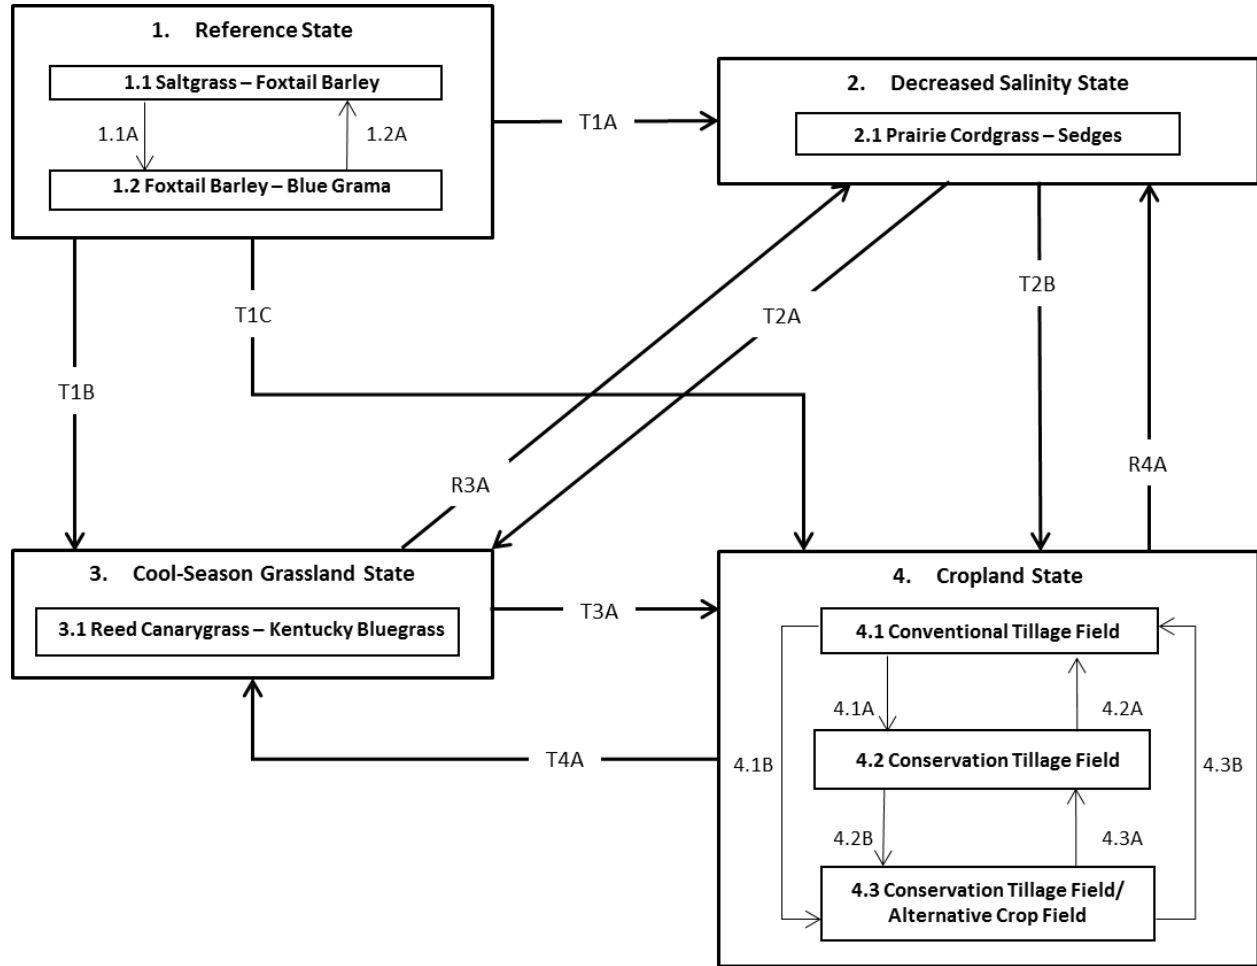 1. Reference State
1.1 Saltgrass – Foxtail Barley
1.1A
1.2A
1.2 Foxtail Barley – Blue Grama
T1A
2. Decreased Salinity State
2.1 Prairie Cordgrass – Sedges
T1B
T1C
T2A
T2B
R3A
R4A
3. Cool-Season Grassland State
3.1 Reed Canarygrass – Kentucky Bluegrass
T3A
T4A
4. Cropland State
4.1 Conventional Tillage Field
4.1A
4.2A
4.1B
4.2 Conservation Tillage Field
4.3B
4.2B
4.3A
4.3 Conservation Tillage Field/
Alternative Crop Field